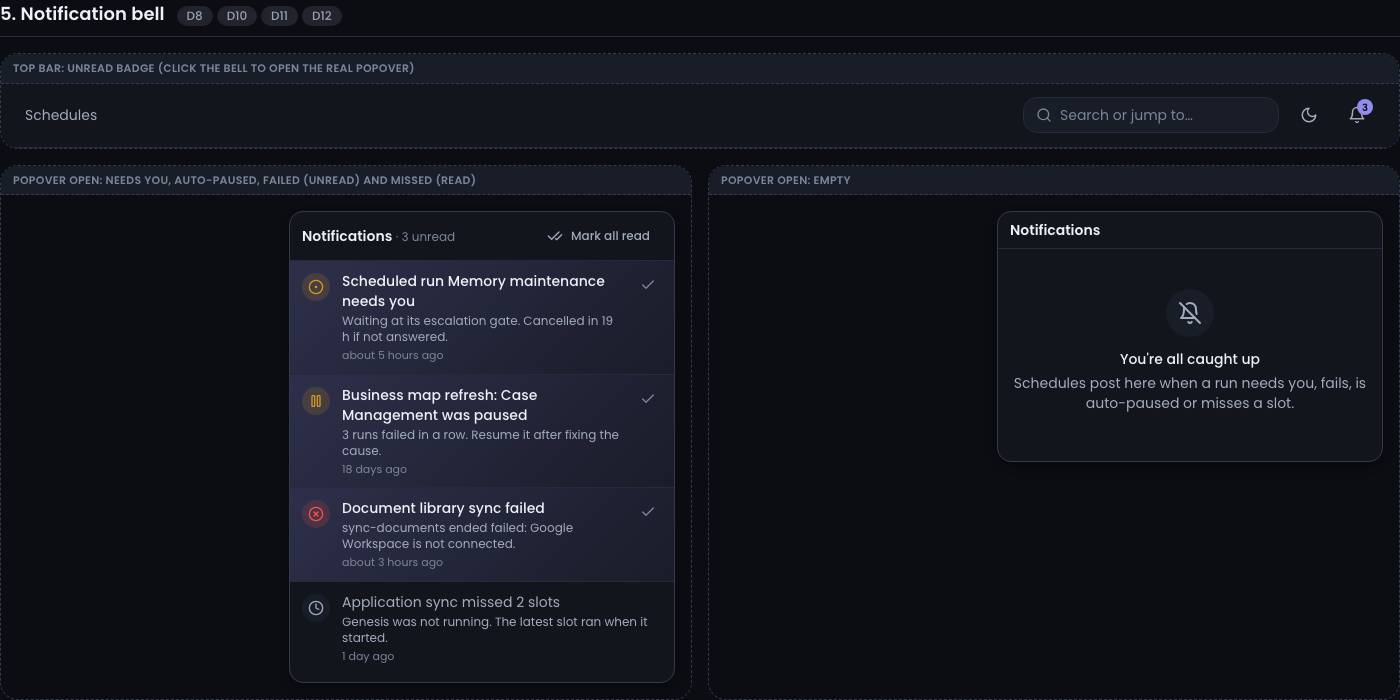 5. Notification bell
D8 D10 D11 D12
TOP BAR: UNREAD BADGE (CLICK THE BELL TO OPEN THE REAL POPOVER)
Schedules
Search or jump to...
3
POPOVER OPEN: NEEDS YOU, AUTO-PAUSED, FAILED (UNREAD) AND MISSED (READ)
Notifications · 3 unread
Mark all read
Scheduled run Memory maintenance
needs you
Waiting at its escalation gate. Cancelled in 19
h if not answered.
about 5 hours ago
Business map refresh: Case
Management was paused
3 runs failed in a row. Resume it after fixing the
cause.
18 days ago
Document library sync failed
sync-documents ended failed: Google
Workspace is not connected.
about 3 hours ago
Application sync missed 2 slots
Genesis was not running. The latest slot ran when it
started.
1 day ago
POPOVER OPEN: EMPTY
Notifications
You're all caught up
Schedules post here when a run needs you, fails, is
auto-paused or misses a slot.